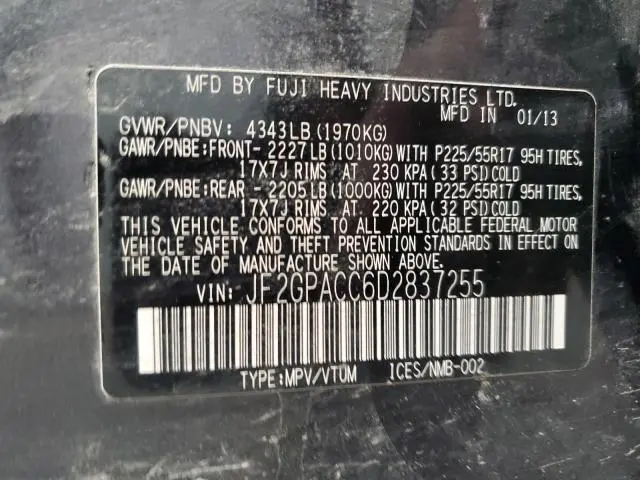 MFD BY FUJI HEAVY INDUSTRIES LTD.
MFD IN 01/13
GVWR/PNBV: 4343LB(1970KG)
GAWR/PNBE:FRONT- 2227LB(1010KG)WITH P225/55R17 95H TIRES,
17X7J RIMS AT 230 KPA(33 PSI)COLD
GAWR/PNBE:REAR - 2205LB(1000KG)WITH P225/55R17 95H TIRES,
17X7J RIMS AT 220 KPA(32 PSI)COLD
THIS VEHICLE CONFORMS TO ALL APPLICABLE FEDERAL MOTOR
VEHICLE SAFETY AND THEFT PREVENTION STANDARDS IN EFFECT ON
THE DATE OF MANUFACTURE SHOWN ABOVE.
VIN: JF2GPACC6D2837255
TYPE:MPV/VTUM ICES/NMB-002